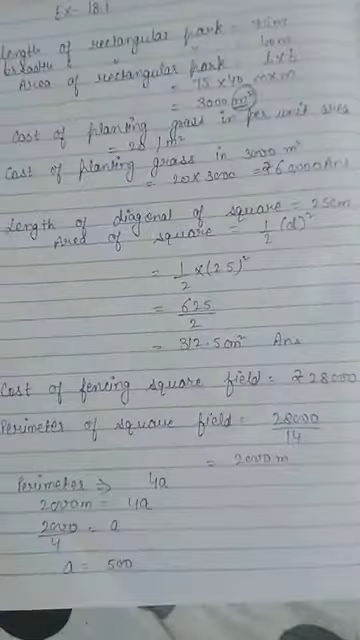 Ex- 18.1
Length of rectangular park = 75m
breadth " " " = 40m
Area of rectangular park = l×b
= 75 × 40 m×m
= 3000 m²
Cost of planting grass in per unit area
= 20 / m²
Cost of planting grass in 3000 m²
= 20 × 3000 = ₹60000 Ans
Length of diagonal of square = 25cm
Area of square = 1/2 (d)²
= 1/2 × (25)²
= 625/2
= 312.5cm² Ans
Cost of fencing square field = ₹28000
Perimeter of square field = 28000/14
= 2000m
Perimeter ⇒ 4a
2000m = 4a
2000/4 = a
a = 500